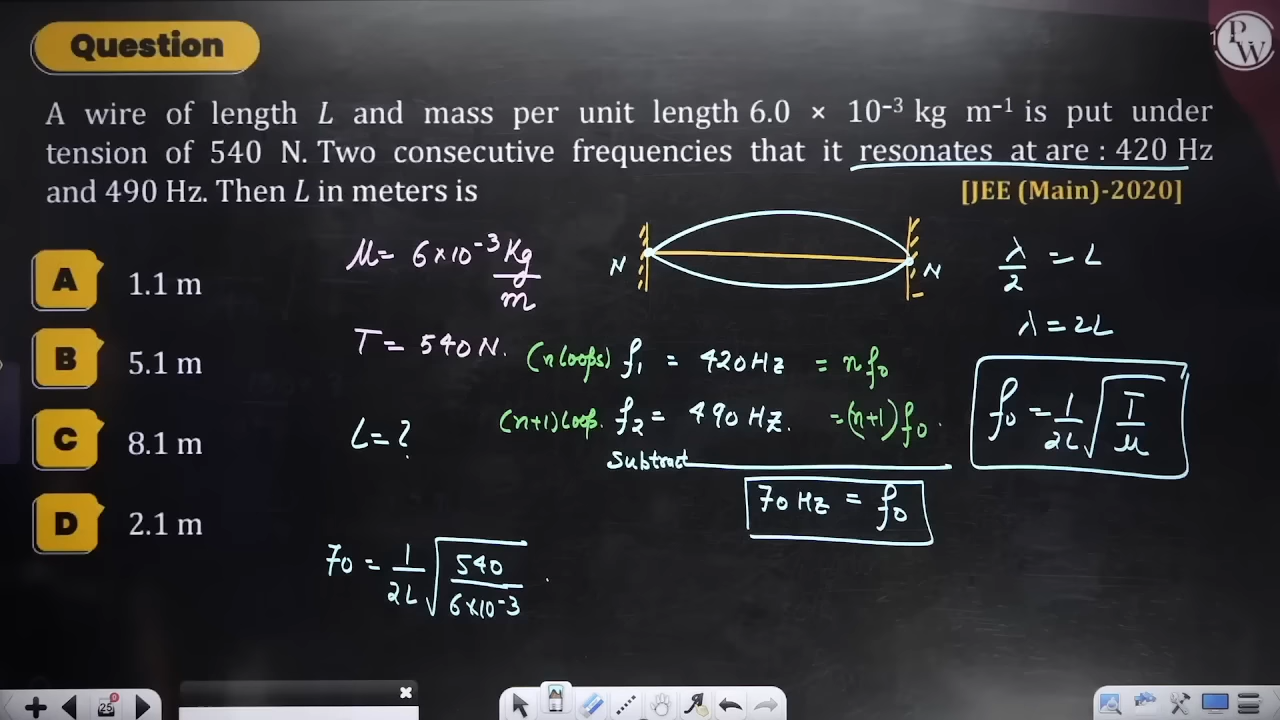 Question
PW
A wire of length L and mass per unit length 6.0 × 10⁻³ kg m⁻¹ is put under
tension of 540 N. Two consecutive frequencies that it resonates at are : 420 Hz
and 490 Hz. Then L in meters is
[JEE (Main)-2020]
A 1.1 m
B 5.1 m
C 8.1 m
D 2.1 m
μ= 6×10⁻³ Kg/m
T = 540N.
L= ?
N
N
λ/2 = L
λ = 2L
f₀ = 1/2L √T/μ
(n loops) f₁ = 420Hz = nf₀
(n+1) loop. f₂ = 490 Hz. =(n+1)f₀.
Subtract
70 Hz = f₀
70 = 1/2L √540/6×10⁻³
25